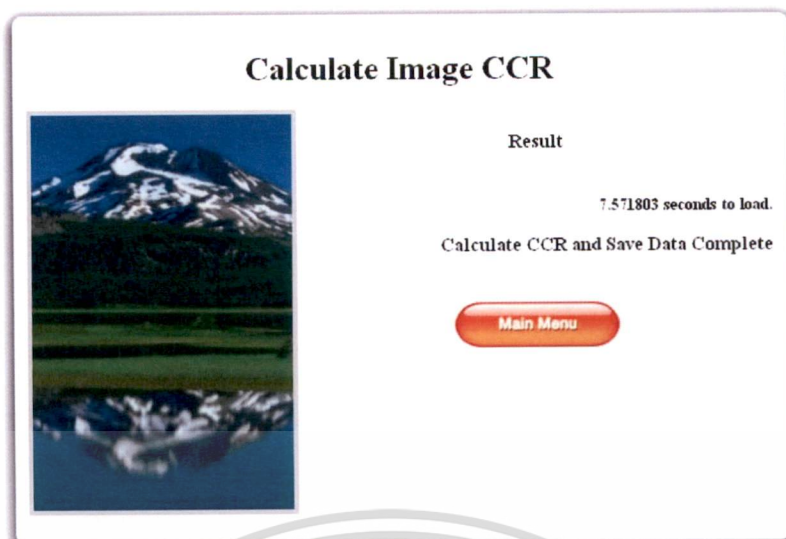 Calculate Image CCR
Result
7.571803 seconds to load.
Calculate CCR and Save Data Complete
Main Menu